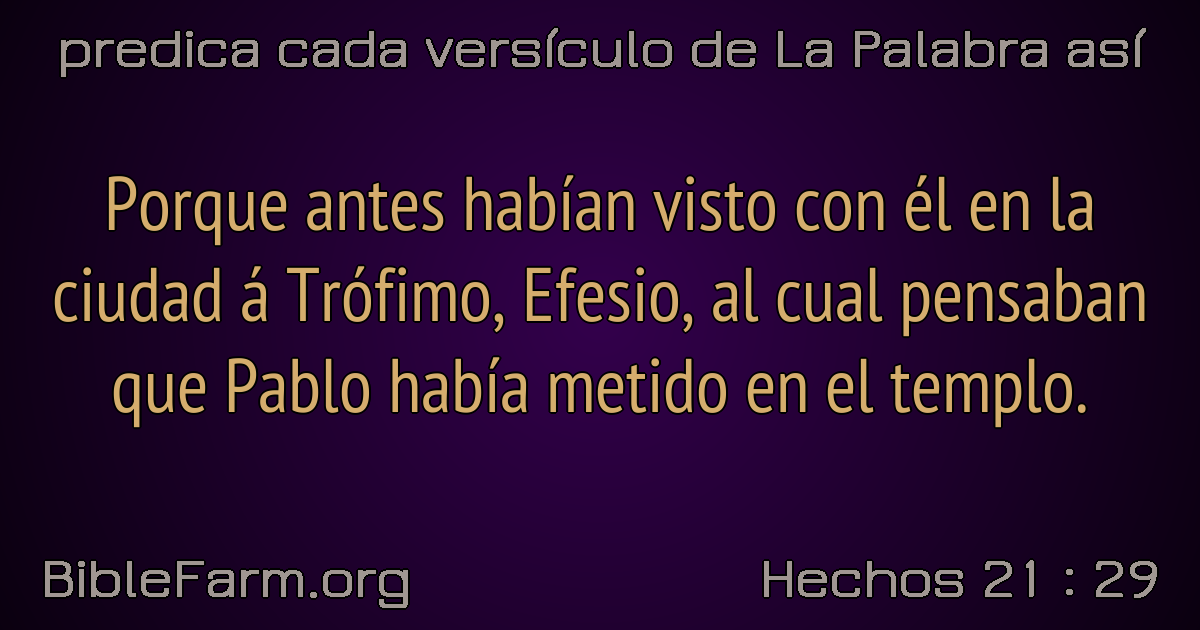 predica cada versículo de La Palabra así
Porque antes habían visto con él en la
ciudad á Trófimo, Efesio, al cual pensaban
que Pablo había metido en el templo.
BibleFarm.org
Hechos 21 : 29